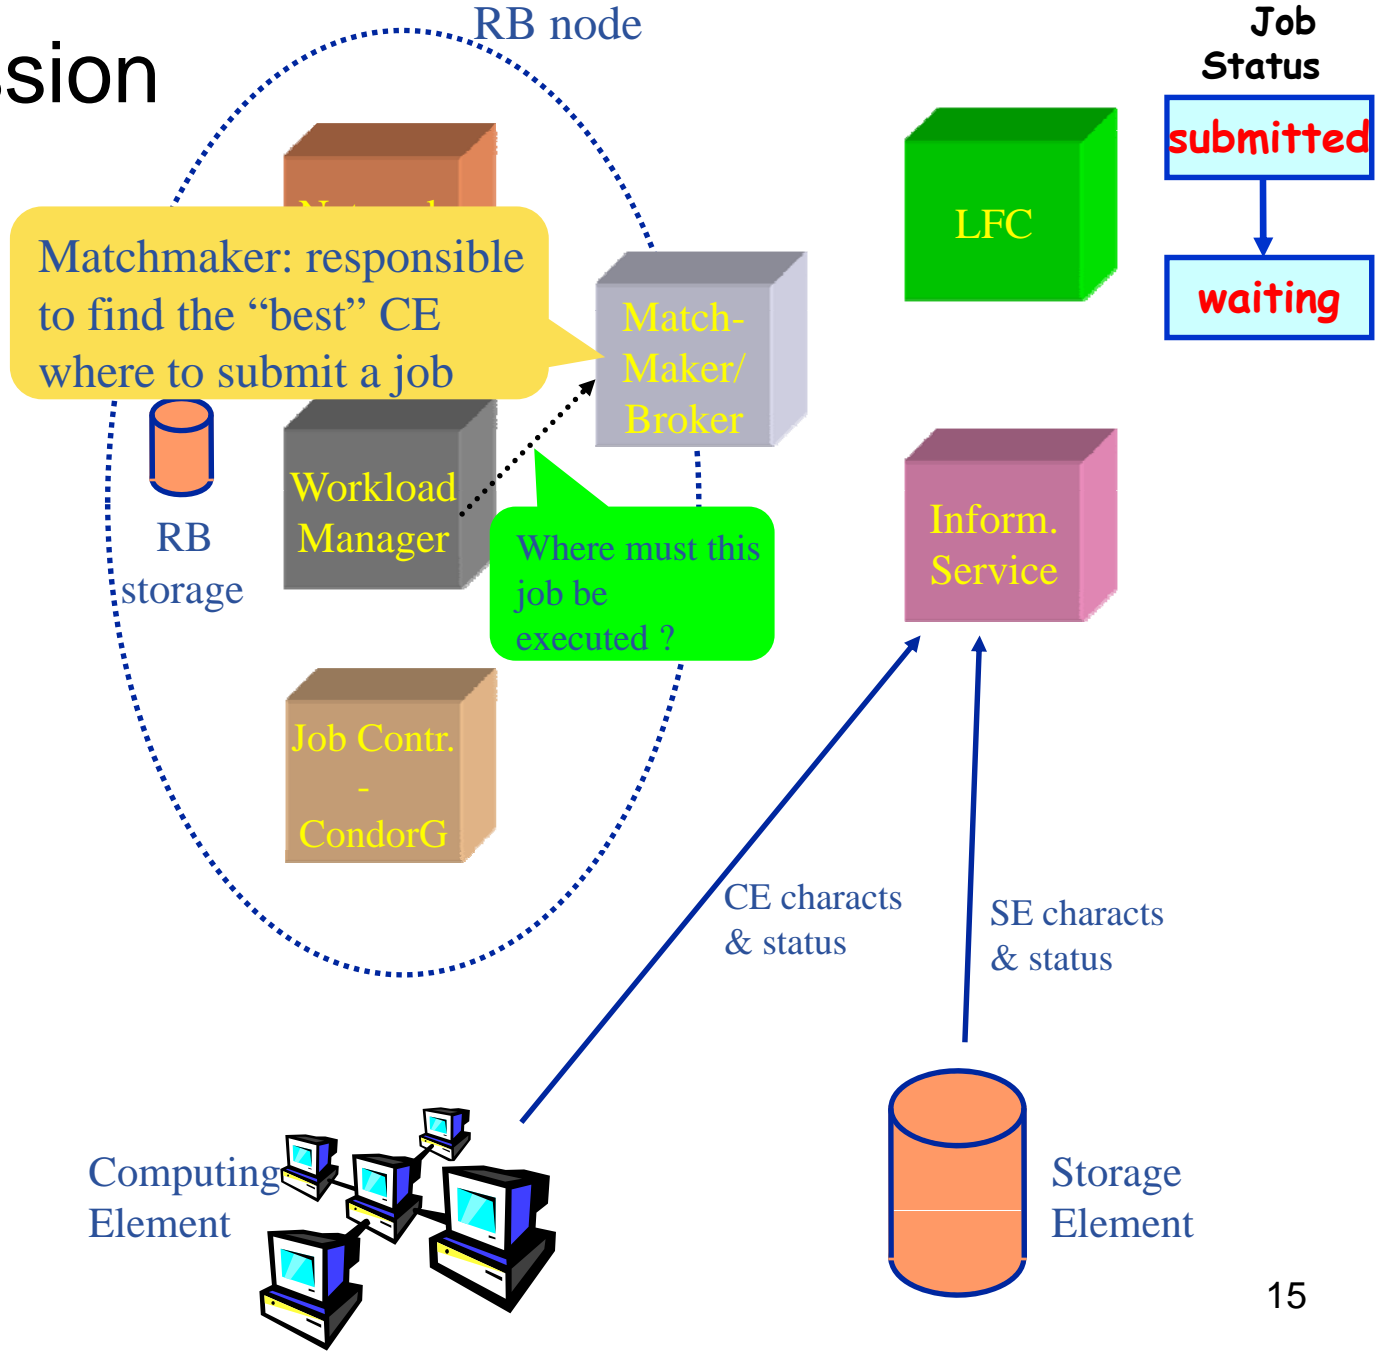 RB node
Job
Status
submitted
waiting
Matchmaker: responsible
to find the “best” CE
where to submit a job
Match-
Maker/
Broker
LFC
Workload
Manager
RB
storage
Where must this
job be
executed ?
Inform.
Service
Job Contr.
-
CondorG
CE characts
& status
SE characts
& status
Computing
Element
Storage
Element
15